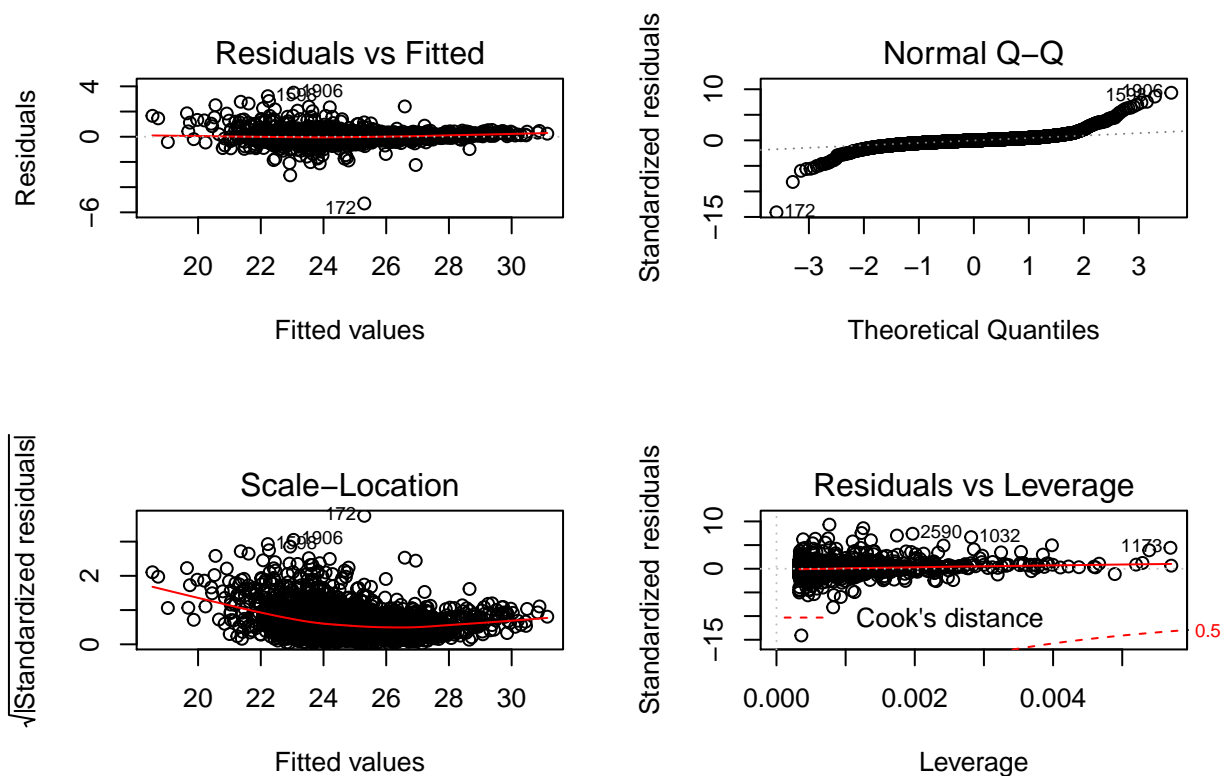 Residuals vs Fitted
Residuals
4
0
−6
1598
1906
172
20 22 24 26 28 30
Fitted values
Normal Q−Q
Standardized residuals
10
0
−15
1906
172
−3 −2 −1 0 1 2 3
Theoretical Quantiles
Scale−Location
√|Standardized residuals|
2
0
172
1598
1906
20 22 24 26 28 30
Fitted values
Residuals vs Leverage
Standardized residuals
10
0
−15
2590
1032
1173
Cook's distance
0.5
0.000 0.002 0.004
Leverage